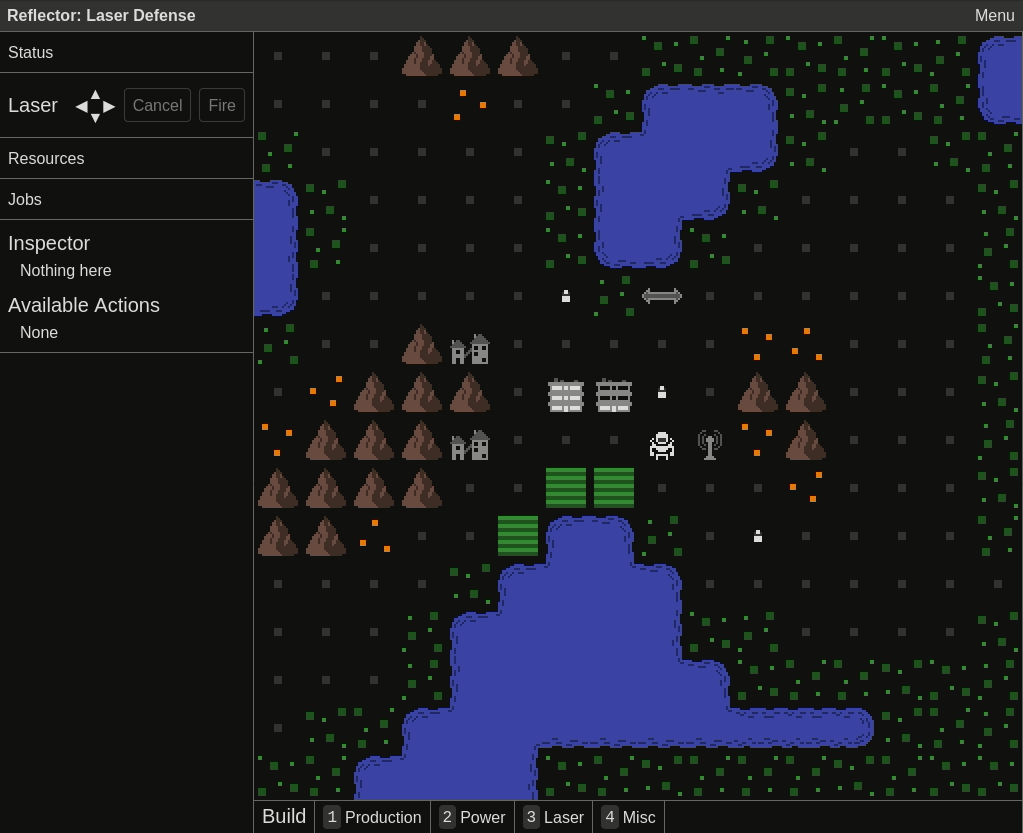 Reflector: Laser Defense
Menu
Status
Laser
Cancel
Fire
Resources
Jobs
Inspector
Nothing here
Available Actions
None
Build
1 Production
2 Power
3 Laser
4 Misc